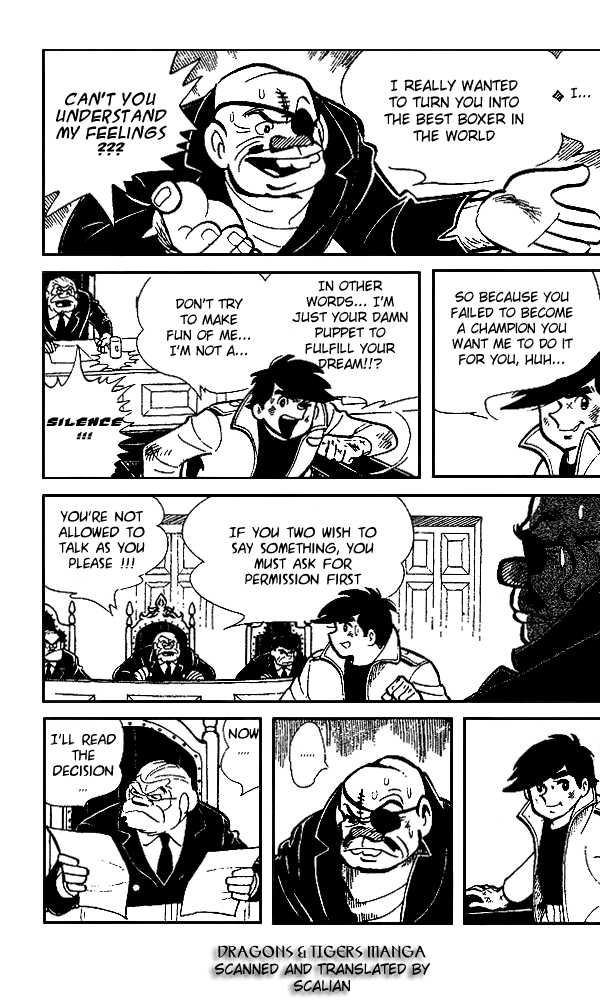 I...
I REALLY WANTED
TO TURN YOU INTO
THE BEST BOXER IN
THE WORLD
CAN'T YOU
UNDERSTAND
MY FEELINGS
???
SO BECAUSE YOU
FAILED TO BECOME
A CHAMPION YOU
WANT ME TO DO IT
FOR YOU, HUH...
IN OTHER
WORDS... I'M
JUST YOUR DAMN
PUPPET TO
FULFILL YOUR
DREAM!!?
DON'T TRY
TO MAKE
FUN OF ME...
I'M NOT A...
SILENCE
!!!
IF YOU TWO WISH TO
SAY SOMETHING, YOU
MUST ASK FOR
PERMISSION FIRST
YOU'RE NOT
ALLOWED TO
TALK AS YOU
PLEASE !!!
....
NOW
....
I'LL READ
THE
DECISION
...
DRAGONS & TIGERS MANGA
SCANNED AND TRANSLATED BY
SCALIAN